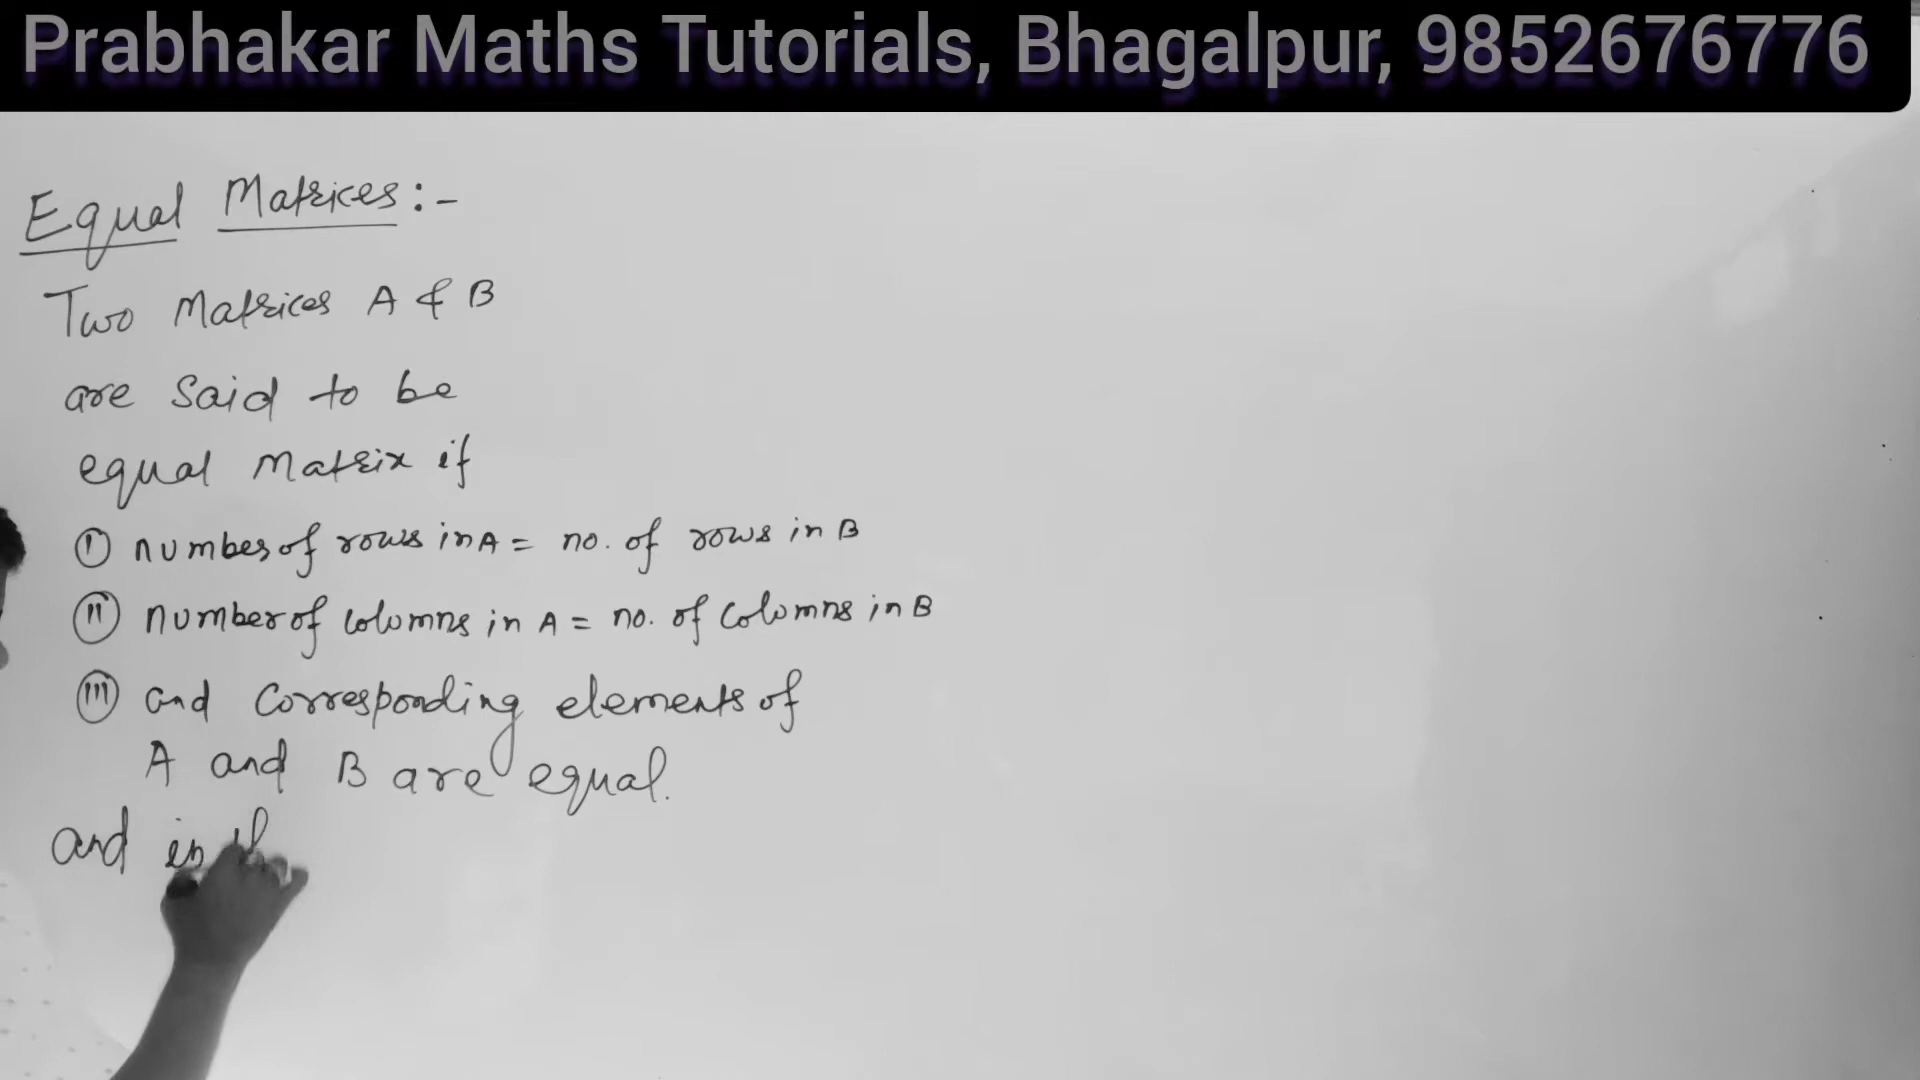 Prabhakar Maths Tutorials, Bhagalpur, 9852676776
Equal Matrices :-
Two Matrices A & B
are said to be
equal Matrix if
(i) number of rows in A = no. of rows in B
(ii) number of columns in A = no. of columns in B
(iii) and corresponding elements of
A and B are equal.
and in